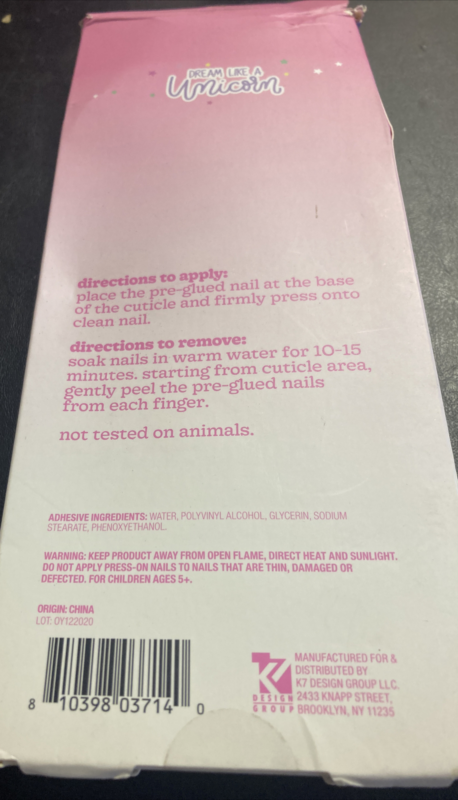 DREAM LIKE A
Unicorn
directions to apply:
place the pre-glued nail at the base
of the cuticle and firmly press onto
clean nail.
directions to remove:
soak nails in warm water for 10-15
minutes. starting from cuticle area,
gently peel the pre-glued nails
from each finger.
not tested on animals.
ADHESIVE INGREDIENTS: WATER, POLYVINYL ALCOHOL, GLYCERIN, SODIUM
STEARATE, PHENOXYETHANOL.
WARNING: KEEP PRODUCT AWAY FROM OPEN FLAME, DIRECT HEAT AND SUNLIGHT.
DO NOT APPLY PRESS-ON NAILS TO NAILS THAT ARE THIN, DAMAGED OR
DEFECTED. FOR CHILDREN AGES 5+.
ORIGIN: CHINA
LOT: OY122020
8 10398 03714 0
K7
DESIGN
GROUP
MANUFACTURED FOR &
DISTRIBUTED BY
K7 DESIGN GROUP LLC.
2433 KNAPP STREET,
BROOKLYN, NY 11235